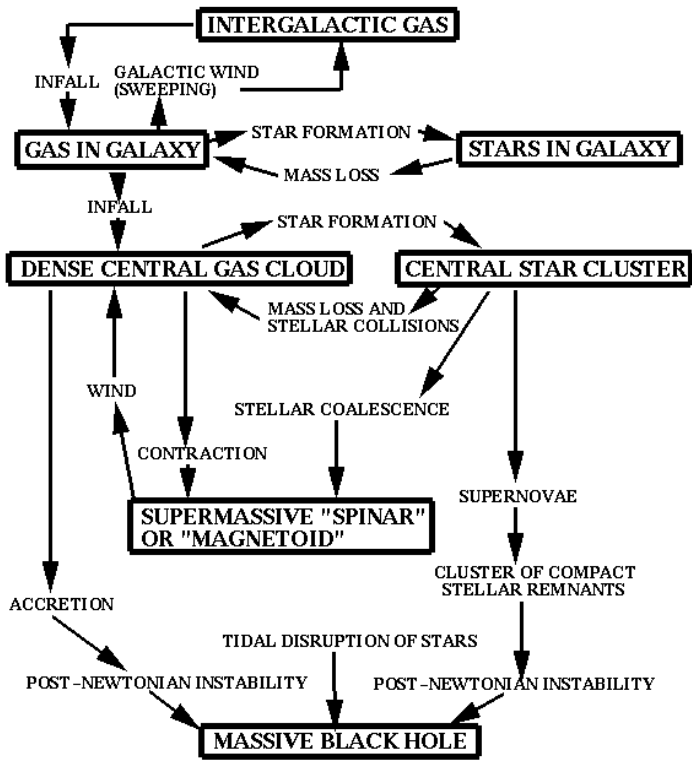 INTERGALACTIC GAS
INFALL
GALACTIC WIND
(SWEEPING)
STAR FORMATION
GAS IN GALAXY
STARS IN GALAXY
MASS LOSS
INFALL
STAR FORMATION
DENSE CENTRAL GAS CLOUD
CENTRAL STAR CLUSTER
MASS LOSS AND
STELLAR COLLISIONS
WIND
STELLAR COALESCENCE
CONTRACTION
SUPERMASSIVE "SPINAR"
OR "MAGNETOID"
SUPERNOVAE
CLUSTER OF COMPACT
STELLAR REMNANTS
ACCRETION
TIDAL DISRUPTION OF STARS
POST-NEWTONIAN INSTABILITY
POST-NEWTONIAN INSTABILITY
MASSIVE BLACK HOLE